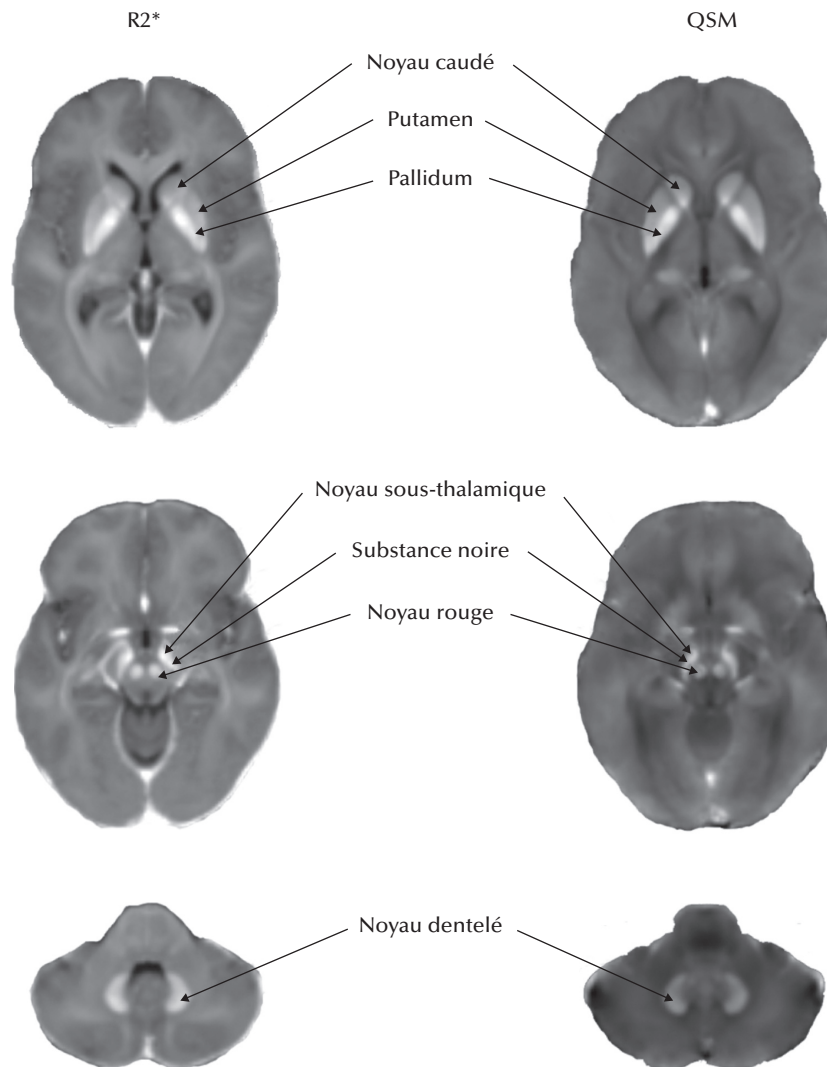 R2*
QSM
Noyau caudé
Putamen
Pallidum
Noyau sous-thalamique
Substance noire
Noyau rouge
Noyau dentelé